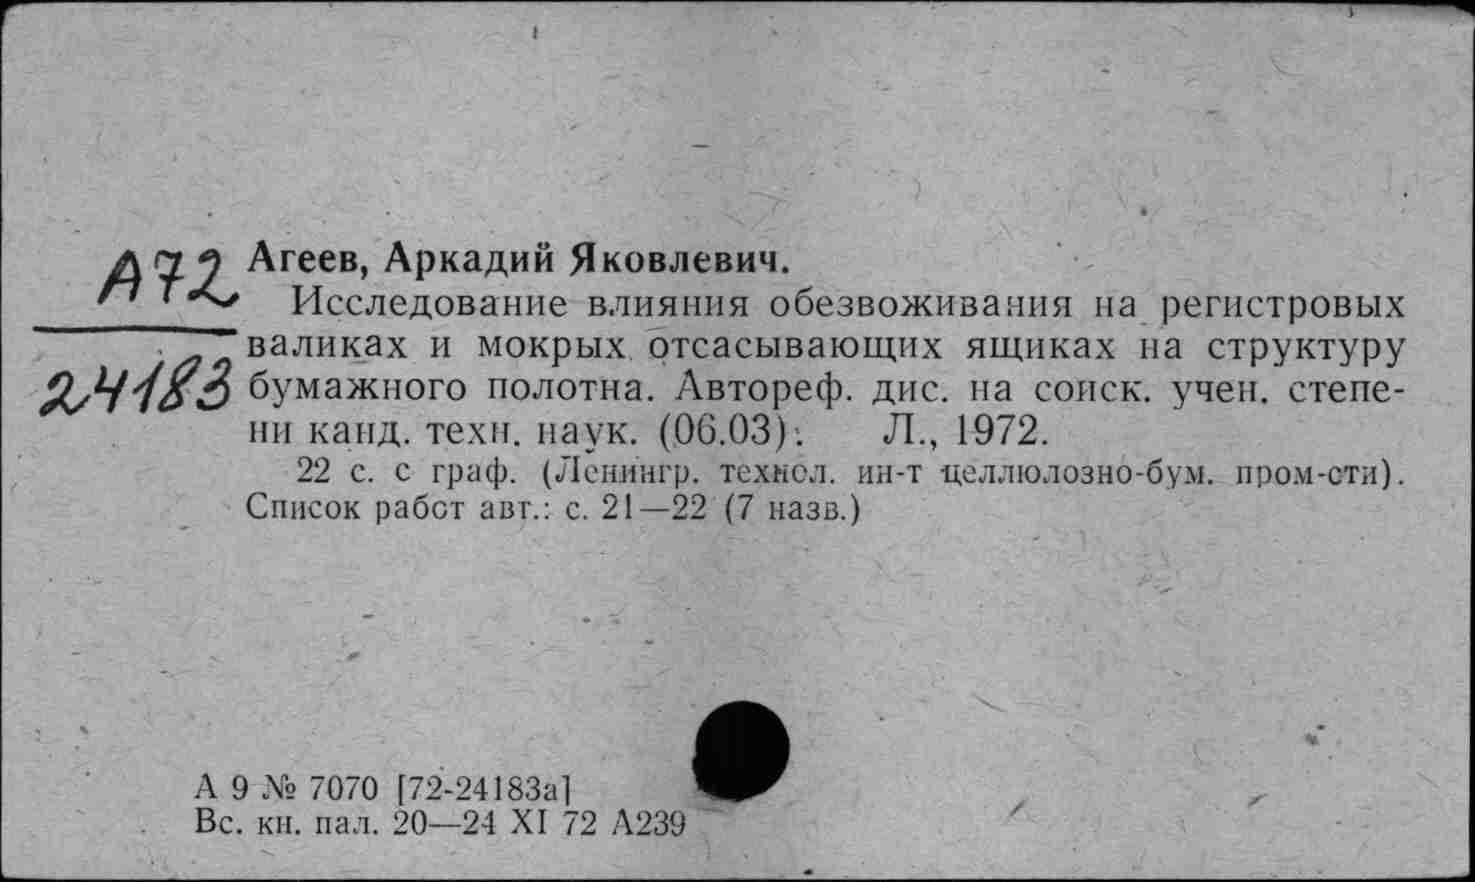 А72
24183
Агеев, Аркадий Яковлевич.
Исследование влияния обезвоживания на регистровых
валиках и мокрых отсасывающих ящиках на структуру
бумажного полотна. Автореф. дис. на соиск. учен. степе-
ни канд. техн. наук. (06.03). Л., 1972.
22 с. с граф. (Ленингр. технол. ин-т целлюлозно-бум. пром-сти).
Список работ авт.: с. 21—22 (7 назв.)
А 9 № 7070 [72-24183а]
Вс. кн. пал. 20—24 XI 72 А239